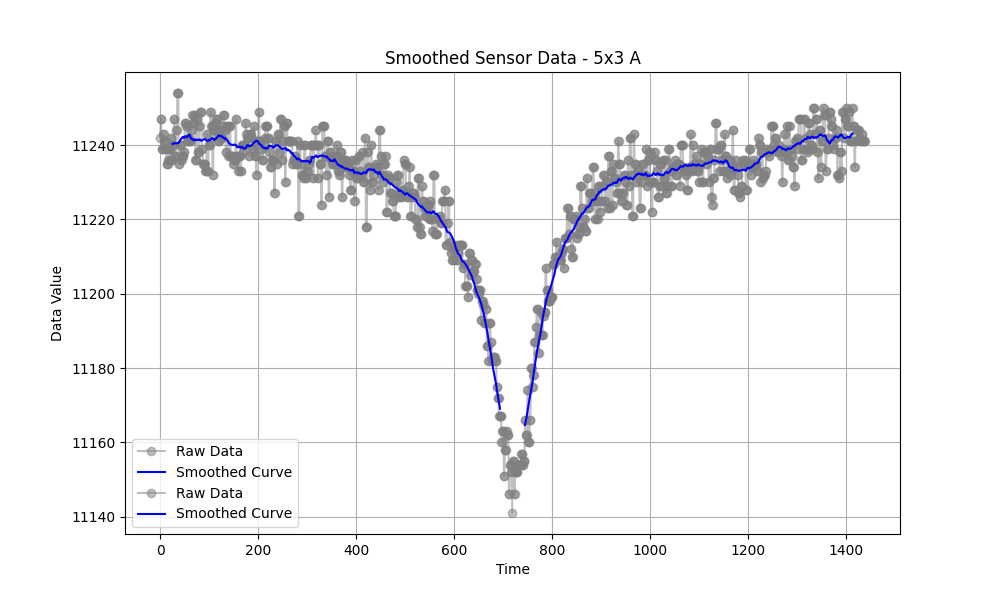 Smoothed Sensor Data - 5x3 A
Data Value
11240
11220
11200
11180
11160
11140
Raw Data
Smoothed Curve
Raw Data
Smoothed Curve
0 200 400 600 800 1000 1200 1400
Time